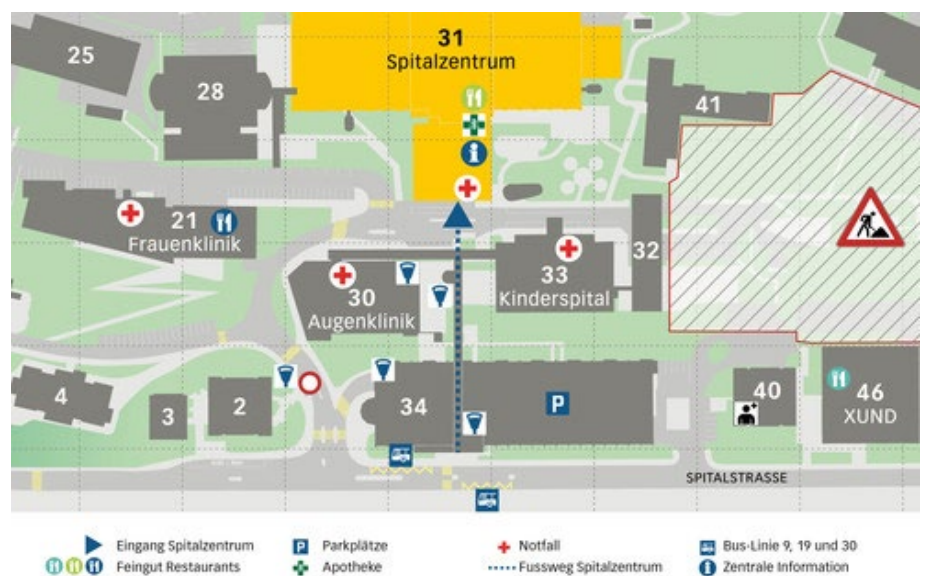 31
Spitalzentrum
25
28
41
21
Frauenklinik
32
33
Kinderspital
30
Augenklinik
4
3
2
34
P
40
46
XUND
SPITALSTRASSE
Eingang Spitalzentrum
P Parkplätze
Notfall
Bus-Linie 9, 19 und 30
Feingut Restaurants
Apotheke
Fussweg Spitalzentrum
i Zentrale Information